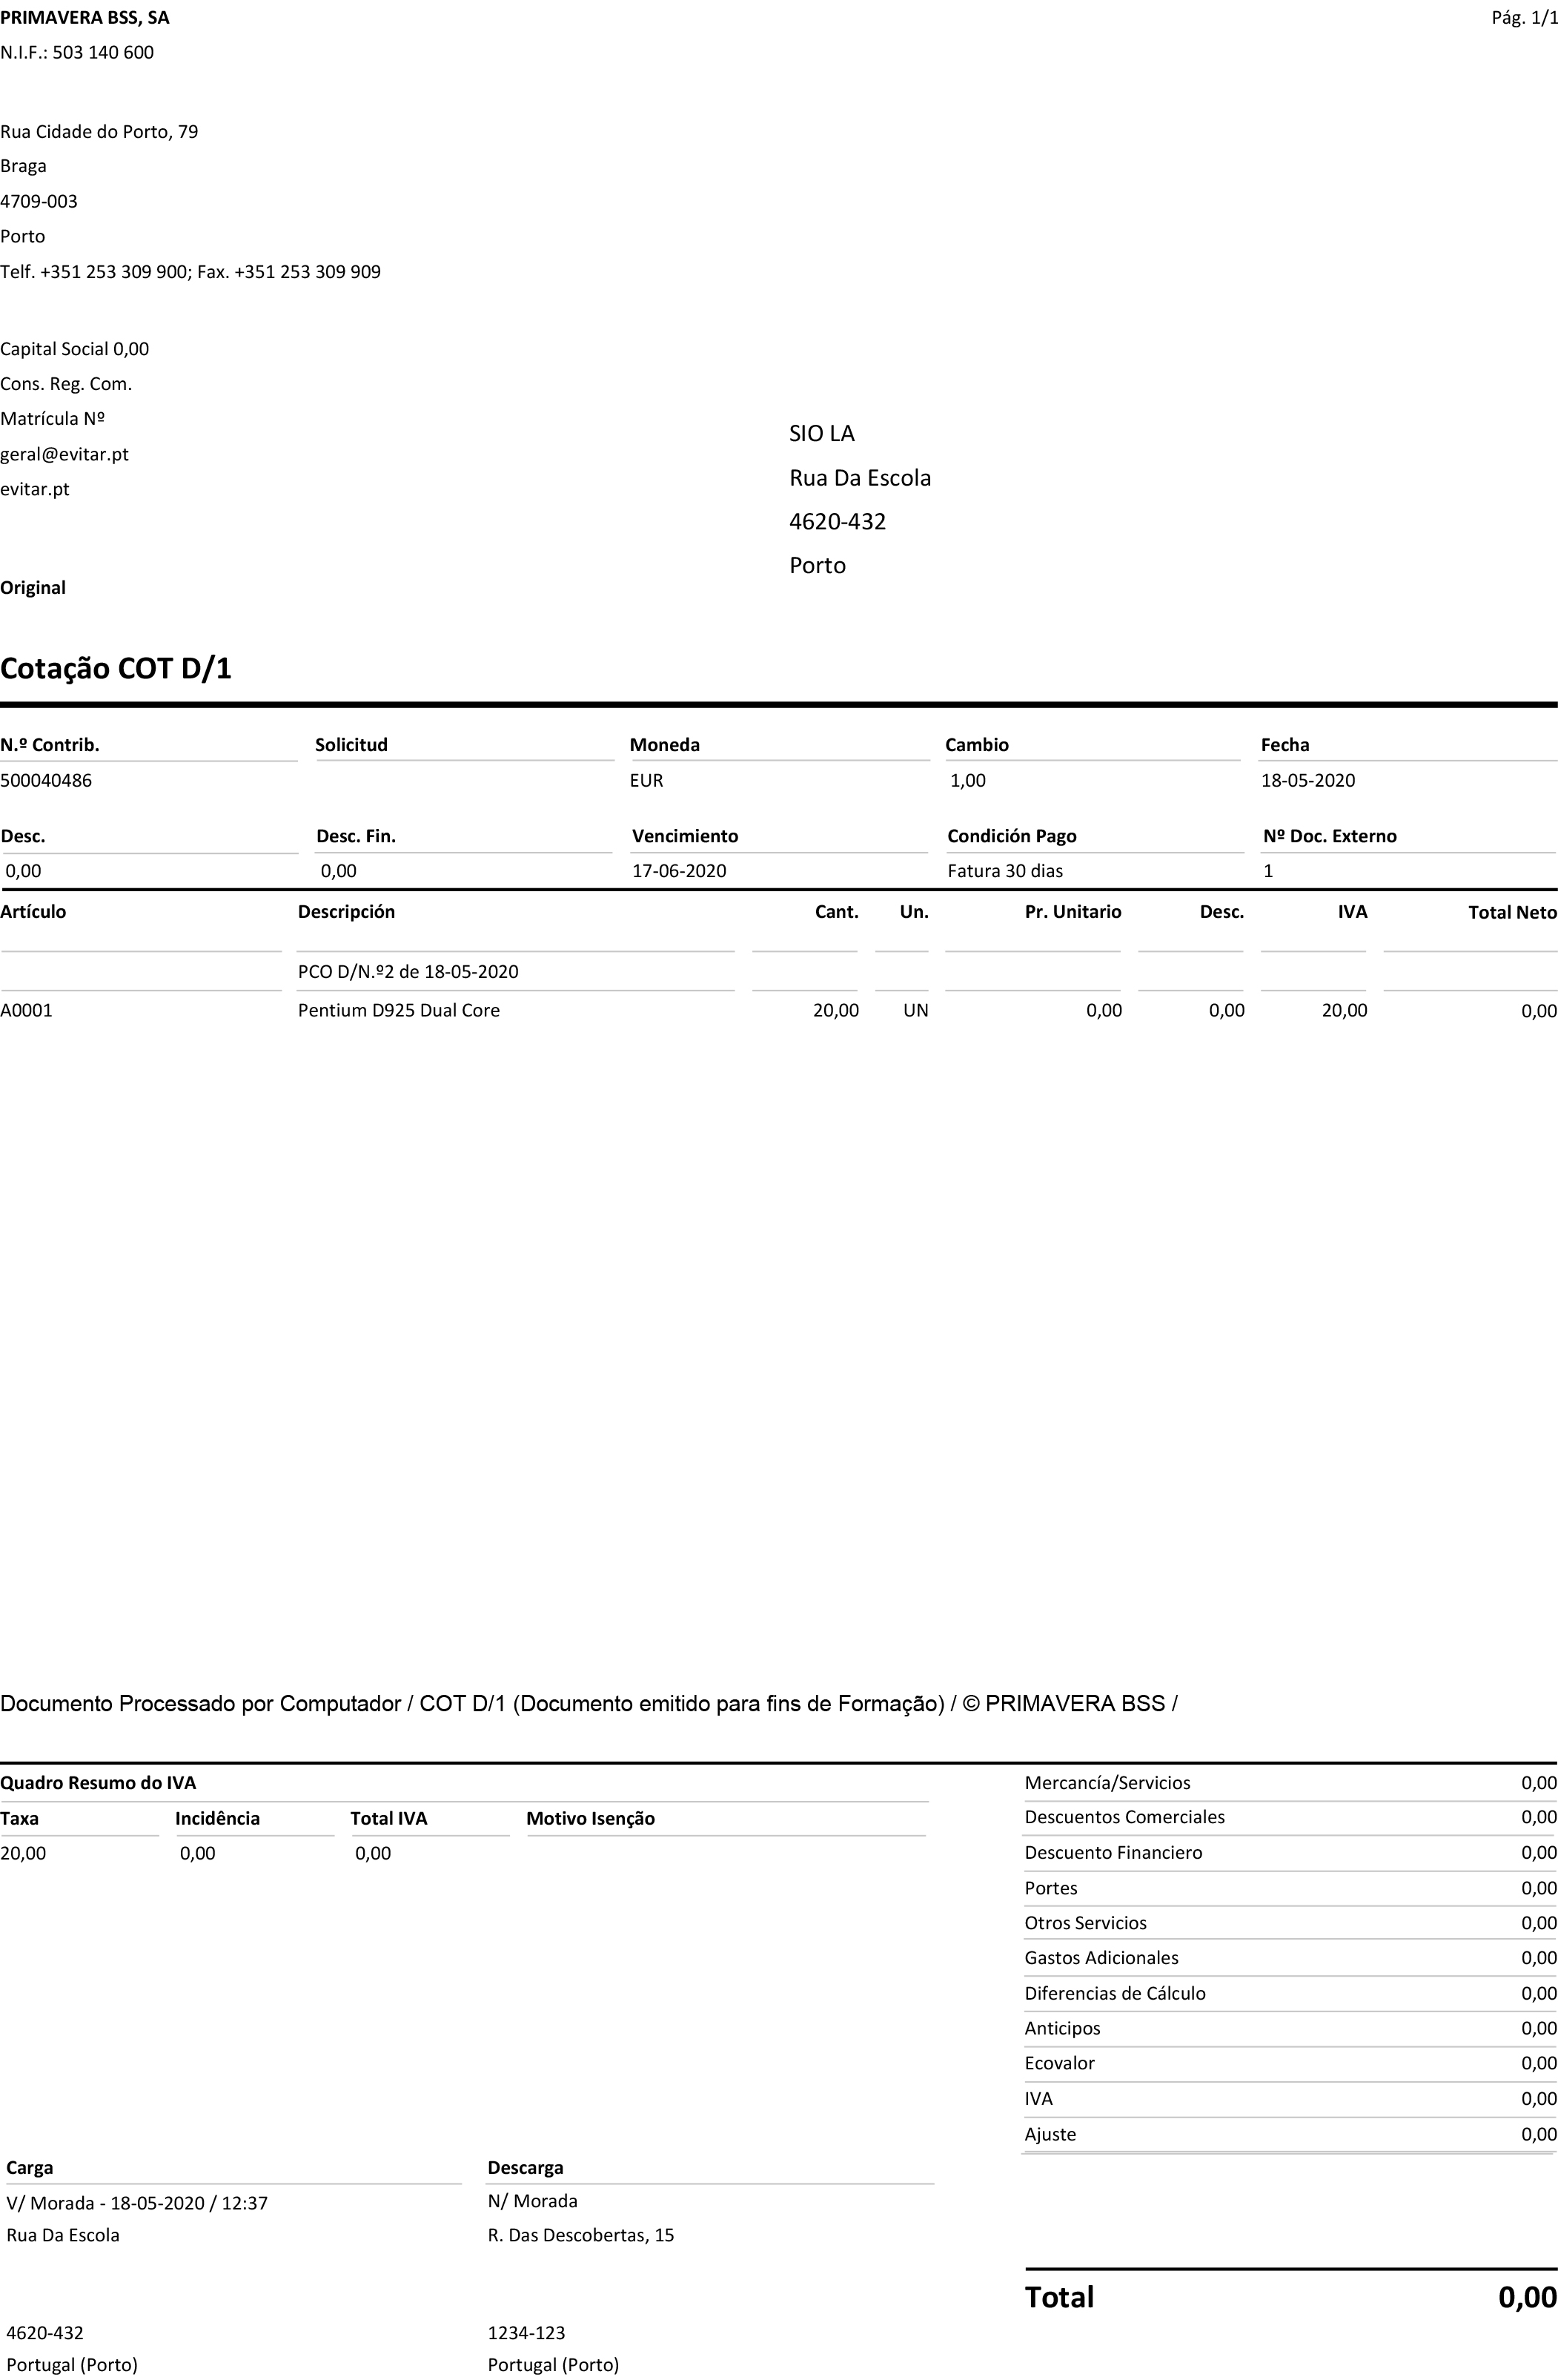 PRIMAVERA BSS, SA
Pág. 1/1
N.I.F.: 503 140 600
Rua Cidade do Porto, 79
Braga
4709-003
Porto
Telf. +351 253 309 900; Fax. +351 253 309 909
Capital Social 0,00
Cons. Reg. Com.
Matrícula Nº
geral@evitar.pt
evitar.pt
SIO LA
Rua Da Escola
4620-432
Porto
Original
Cotação COT D/1
N.º Contrib. Solicitud Moneda Cambio Fecha
500040486 EUR 1,00 18-05-2020
Desc. Desc. Fin. Vencimiento Condición Pago Nº Doc. Externo
0,00 0,00 17-06-2020 Fatura 30 dias 1
Artículo Descripción Cant. Un. Pr. Unitario Desc. IVA Total Neto
PCO D/N.º2 de 18-05-2020
A0001 Pentium D925 Dual Core 20,00 UN 0,00 0,00 20,00 0,00
Documento Processado por Computador / COT D/1 (Documento emitido para fins de Formação) / © PRIMAVERA BSS /
Quadro Resumo do IVA
Taxa Incidência Total IVA Motivo Isenção
20,00 0,00 0,00
Mercancía/Servicios 0,00
Descuentos Comerciales 0,00
Descuento Financiero 0,00
Portes 0,00
Otros Servicios 0,00
Gastos Adicionales 0,00
Diferencias de Cálculo 0,00
Anticipos 0,00
Ecovalor 0,00
IVA 0,00
Ajuste 0,00
Carga
V/ Morada - 18-05-2020 / 12:37
Rua Da Escola
4620-432
Portugal (Porto)
Descarga
N/ Morada
R. Das Descobertas, 15
1234-123
Portugal (Porto)
Total 0,00